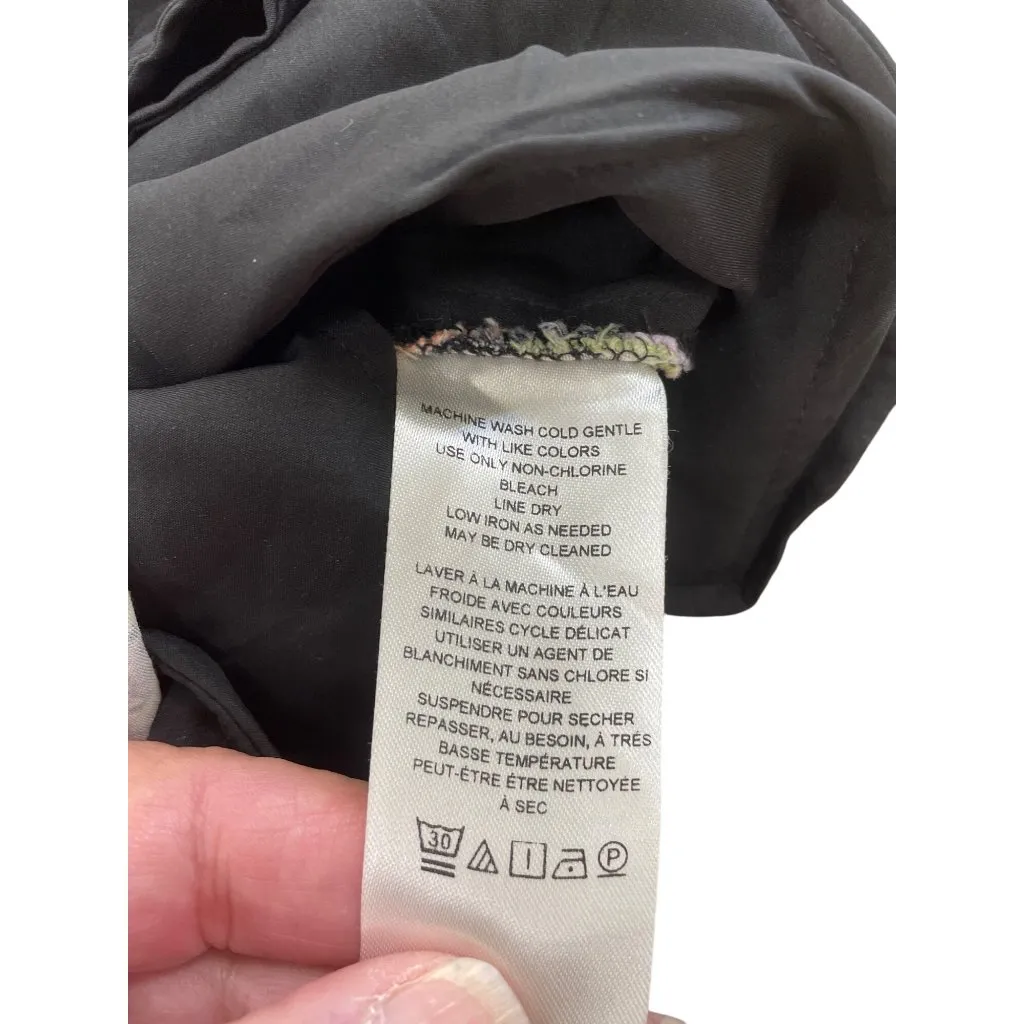 MACHINE WASH COLD GENTLE
WITH LIKE COLORS
USE ONLY NON-CHLORINE
BLEACH
LINE DRY
LOW IRON AS NEEDED
MAY BE DRY CLEANED
LAVER À LA MACHINE À L'EAU
FROIDE AVEC COULEURS
SIMILAIRES CYCLE DÉLICAT
UTILISER UN AGENT DE
BLANCHIMENT SANS CHLORE SI
NÉCESSAIRE
SUSPENDRE POUR SECHER
REPASSER, AU BESOIN, À TRÉS
BASSE TEMPÉRATURE
PEUT-ÉTRE ÉTRE NETTOYÉE
À SEC
30 P